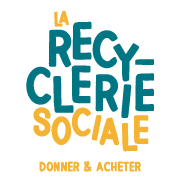 LA
RECY-
CLERIE
SOCIALE
DONNER & ACHETER